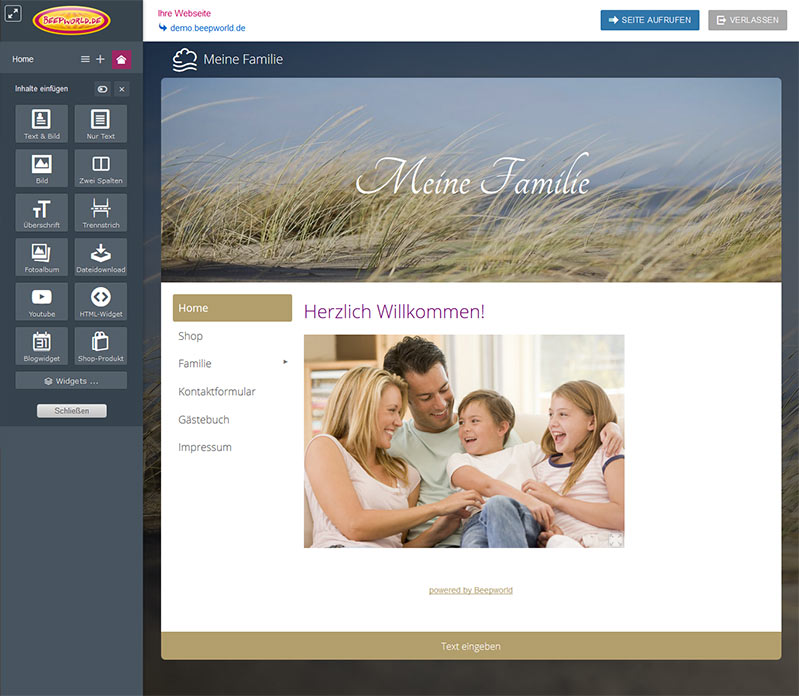 BEEPWORLD.DE
Ihre Webseite
demo.beepworld.de
SEITE AUFRUFEN
VERLASSEN
Home
Inhalte einfügen
Text & Bild
Nur Text
Bild
Zwei Spalten
Überschrift
Trennstrich
Fotoalbum
Dateidownload
Youtube
HTML-Widget
31
Blogwidget
Shop-Produkt
Widgets ...
Schließen
Meine Familie
Meine Familie
Home
Shop
Familie
Kontaktformular
Gästebuch
Impressum
Herzlich Willkommen!
powered by Beepworld
Text eingeben